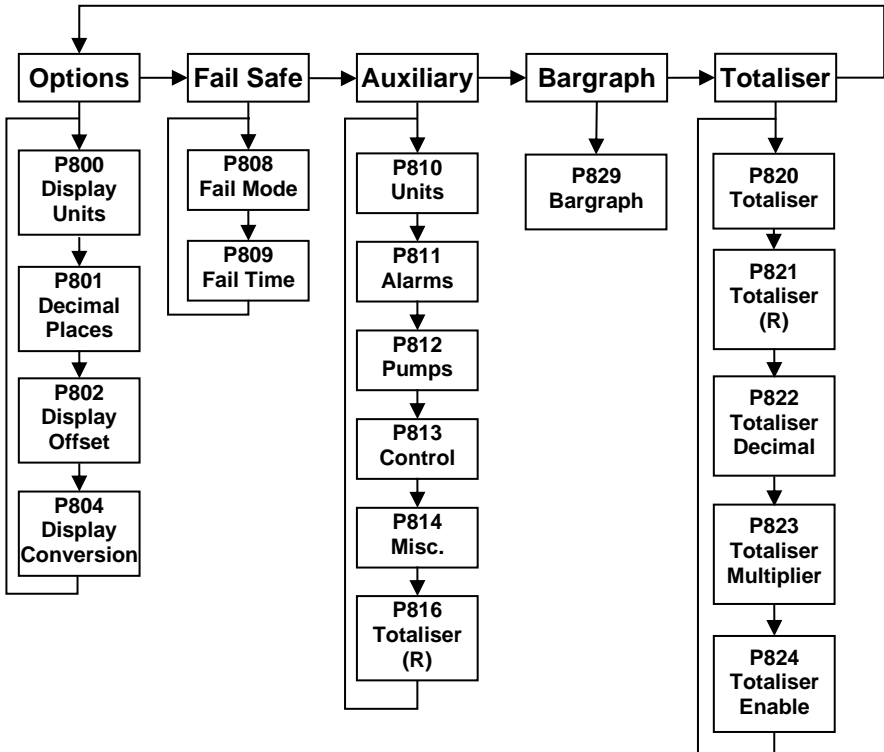 Options
Fail Safe
Auxiliary
Bargraph
Totaliser
P800
Display
Units
P801
Decimal
Places
P802
Display
Offset
P804
Display
Conversion
P808
Fail Mode
P809
Fail Time
P810
Units
P811
Alarms
P812
Pumps
P813
Control
P814
Misc.
P816
Totaliser
(R)
P829
Bargraph
P820
Totaliser
P821
Totaliser
(R)
P822
Totaliser
Decimal
P823
Totaliser
Multiplier
P824
Totaliser
Enable